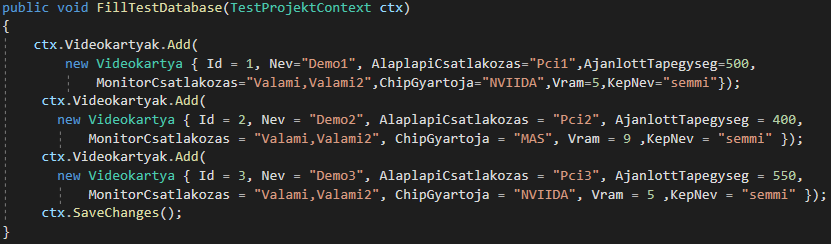 public void FillTestDatabase(TestProjektContext ctx)
{
ctx.Videokartyak.Add(
new Videokartya { Id = 1, Nev="Demo1", AlaplapiCsatlakozas="Pci1",AjanlottTapegyseg=500,
MonitorCsatlakozas="Valami,Valami2",ChipGyartoja="NVIIDA",Vram=5,KepNev="semmi"});
ctx.Videokartyak.Add(
new Videokartya { Id = 2, Nev = "Demo2", AlaplapiCsatlakozas = "Pci2", AjanlottTapegyseg = 400,
MonitorCsatlakozas = "Valami,Valami2", ChipGyartoja = "MAS", Vram = 9 ,KepNev = "semmi" });
ctx.Videokartyak.Add(
new Videokartya { Id = 3, Nev = "Demo3", AlaplapiCsatlakozas = "Pci3", AjanlottTapegyseg = 550,
MonitorCsatlakozas = "Valami,Valami2", ChipGyartoja = "NVIIDA", Vram = 5 ,KepNev = "semmi" });
ctx.SaveChanges();
}